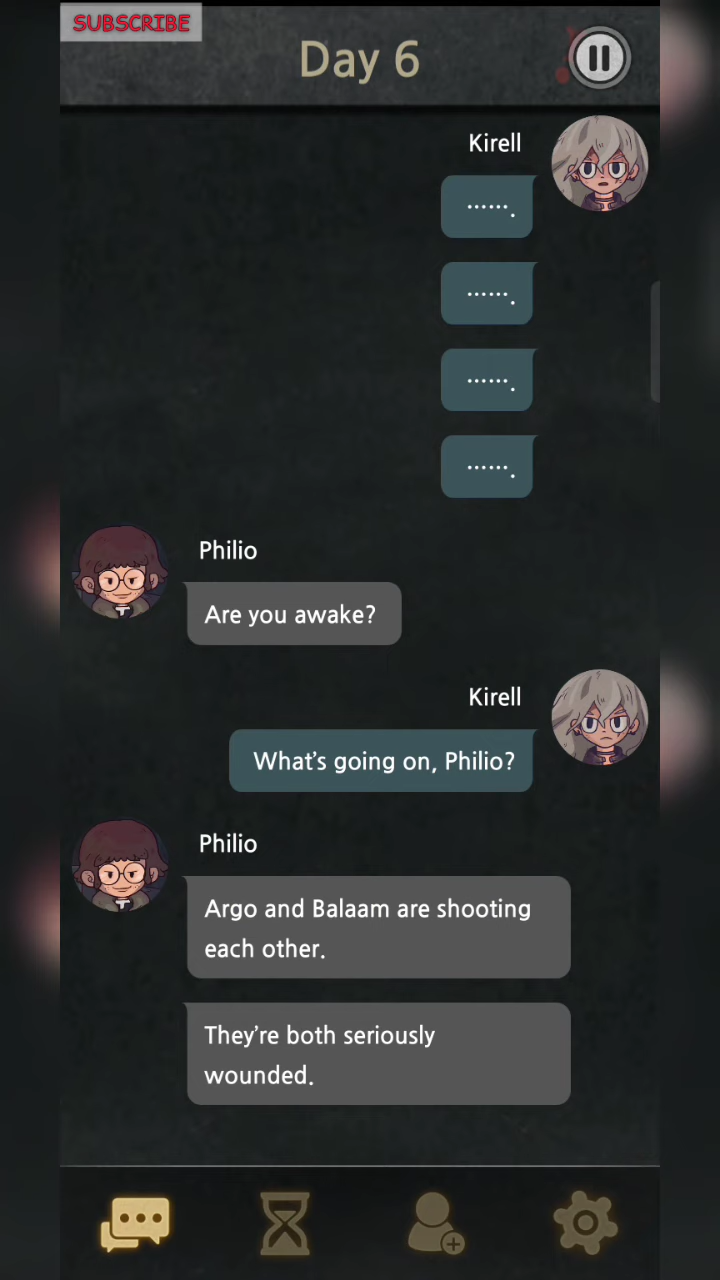 SUBSCRIBE
Day 6
Kirell
.......
.......
.......
.......
Philio
Are you awake?
Kirell
What's going on, Philio?
Philio
Argo and Balaam are shooting
each other.
They're both seriously
wounded.